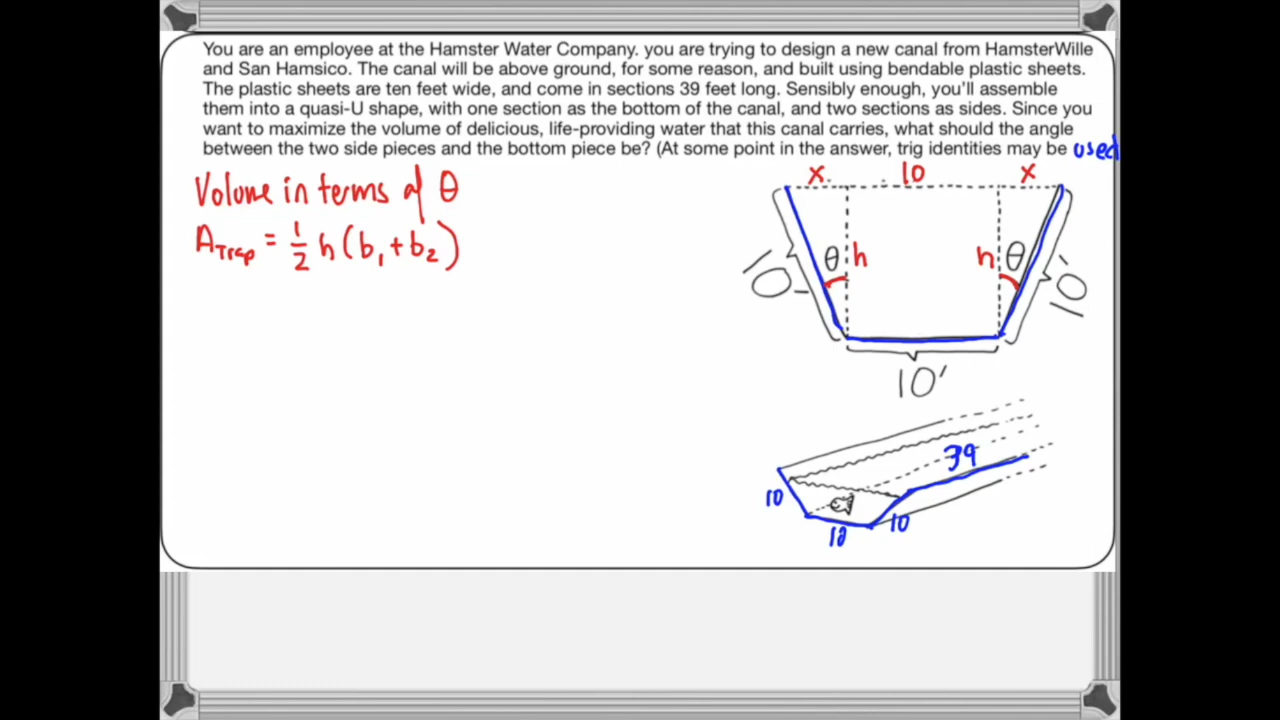 You are an employee at the Hamster Water Company. you are trying to design a new canal from HamsterWille
and San Hamsico. The canal will be above ground, for some reason, and built using bendable plastic sheets.
The plastic sheets are ten feet wide, and come in sections 39 feet long. Sensibly enough, you'll assemble
them into a quasi-U shape, with one section as the bottom of the canal, and two sections as sides. Since you
want to maximize the volume of delicious, life-providing water that this canal carries, what should the angle
between the two side pieces and the bottom piece be? (At some point in the answer, trig identities may be used
Volume in terms of θ
A_Trap = 1/2 h (b₁ + b₂)
x 10 x
θ h h θ
10' 10'
10'
39
10
10 10